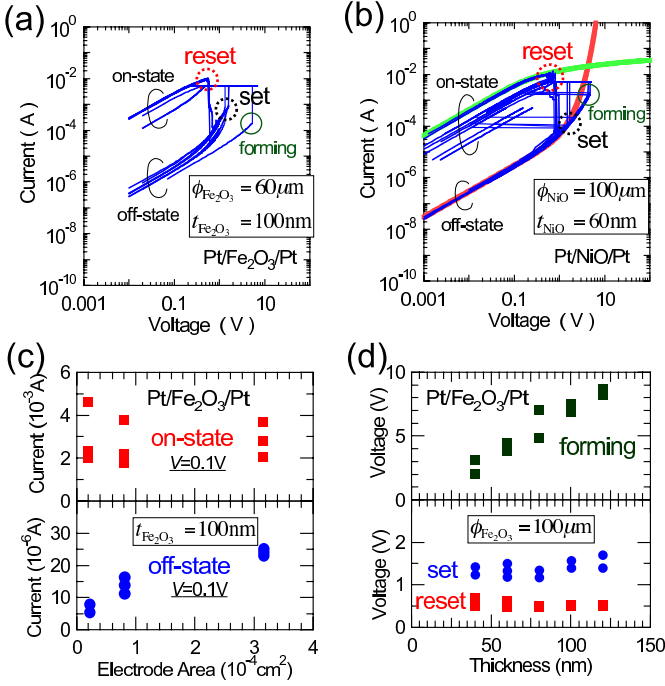 (a)
10^2
10^0
10^-2
10^-4
10^-6
10^-8
10^-10
Current ( A )
on-state
reset
set
forming
off-state
ϕFe2O3 = 60μm
tFe2O3 = 100nm
Pt/Fe2O3/Pt
0.001
0.1
10
Voltage ( V )
(b)
10^0
10^-2
10^-4
10^-6
10^-8
10^-10
Current ( A )
on-state
reset
set
forming
off-state
ϕNiO = 100μm
tNiO = 60nm
Pt/NiO/Pt
0.001
0.1
10
Voltage ( V )
(c)
6
4
2
0
Current (10^-3A)
Pt/Fe2O3/Pt
on-state
V=0.1V
30
20
10
0
Current (10^-6A)
tFe2O3 = 100nm
off-state
V=0.1V
0
1
2
3
4
Electrode Area (10^-4cm^2)
(d)
10
5
0
Voltage (V)
Pt/Fe2O3/Pt
forming
2
1
0
Voltage (V)
ϕFe2O3 = 100μm
set
reset
0
50
100
150
Thickness (nm)